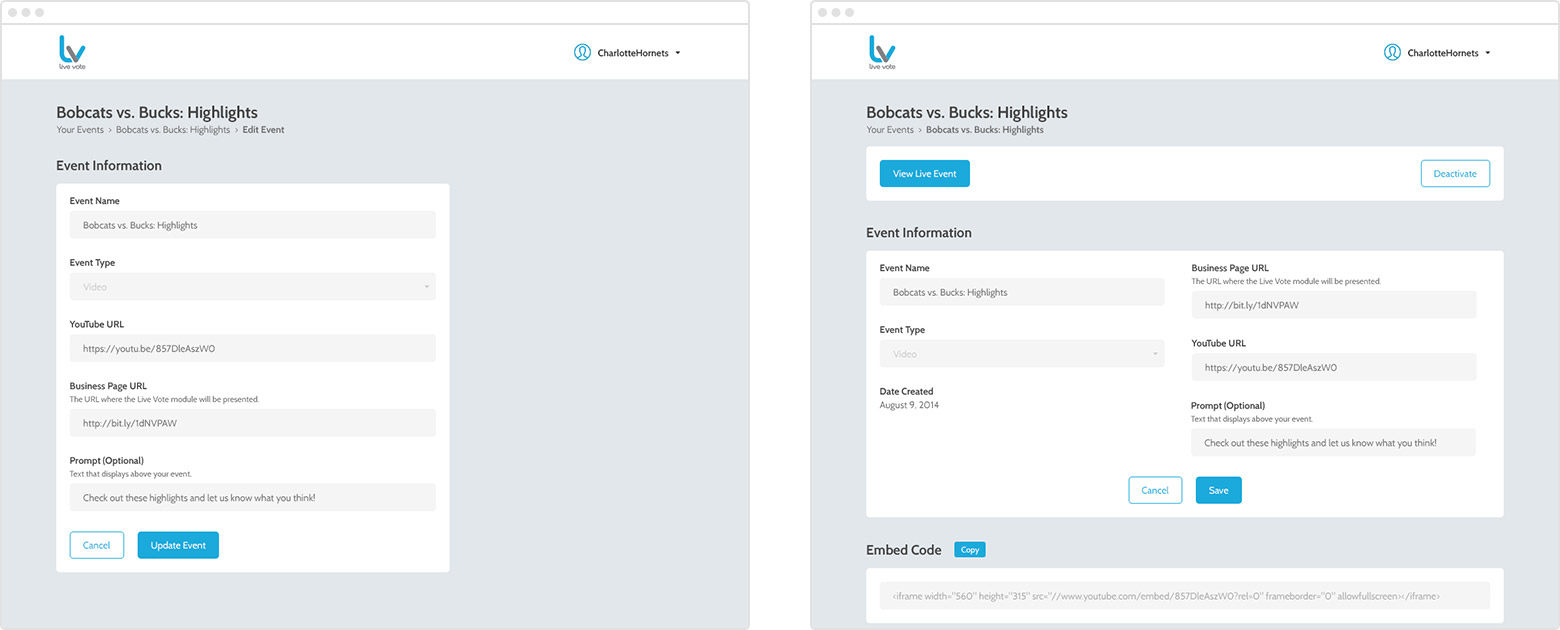 live vote
CharlotteHornets
Bobcats vs. Bucks: Highlights
Your Events › Bobcats vs. Bucks: Highlights › Edit Event
Event Information
Event Name
Bobcats vs. Bucks: Highlights
Event Type
Video
YouTube URL
https://youtu.be/857DleAszW0
Business Page URL
The URL where the Live Vote module will be presented.
http://bit.ly/1dNVPAW
Prompt (Optional)
Text that displays above your event.
Check out these highlights and let us know what you think!
Cancel
Update Event
live vote
CharlotteHornets
Bobcats vs. Bucks: Highlights
Your Events › Bobcats vs. Bucks: Highlights
View Live Event
Deactivate
Event Information
Event Name
Bobcats vs. Bucks: Highlights
Event Type
Video
Date Created
August 9, 2014
Business Page URL
The URL where the Live Vote module will be presented.
http://bit.ly/1dNVPAW
YouTube URL
https://youtu.be/857DleAszW0
Prompt (Optional)
Text that displays above your event.
Check out these highlights and let us know what you think!
Cancel
Save
Embed Code
Copy
<iframe width="560" height="315" src="//www.youtube.com/embed/857DleAszW0?rel=0" frameborder="0" allowfullscreen></iframe>